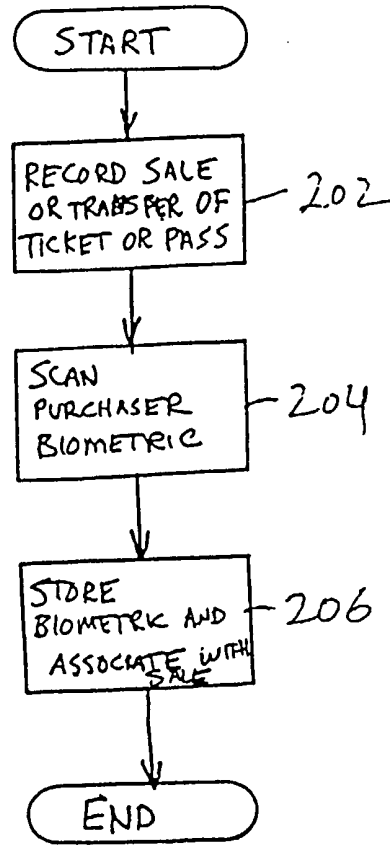 START
RECORD SALE
OR TRANSFER OF
TICKET OR PASS
202
SCAN
PURCHASER
BIOMETRIC
204
STORE
BIOMETRIC AND
ASSOCIATE WITH
SALE
206
END